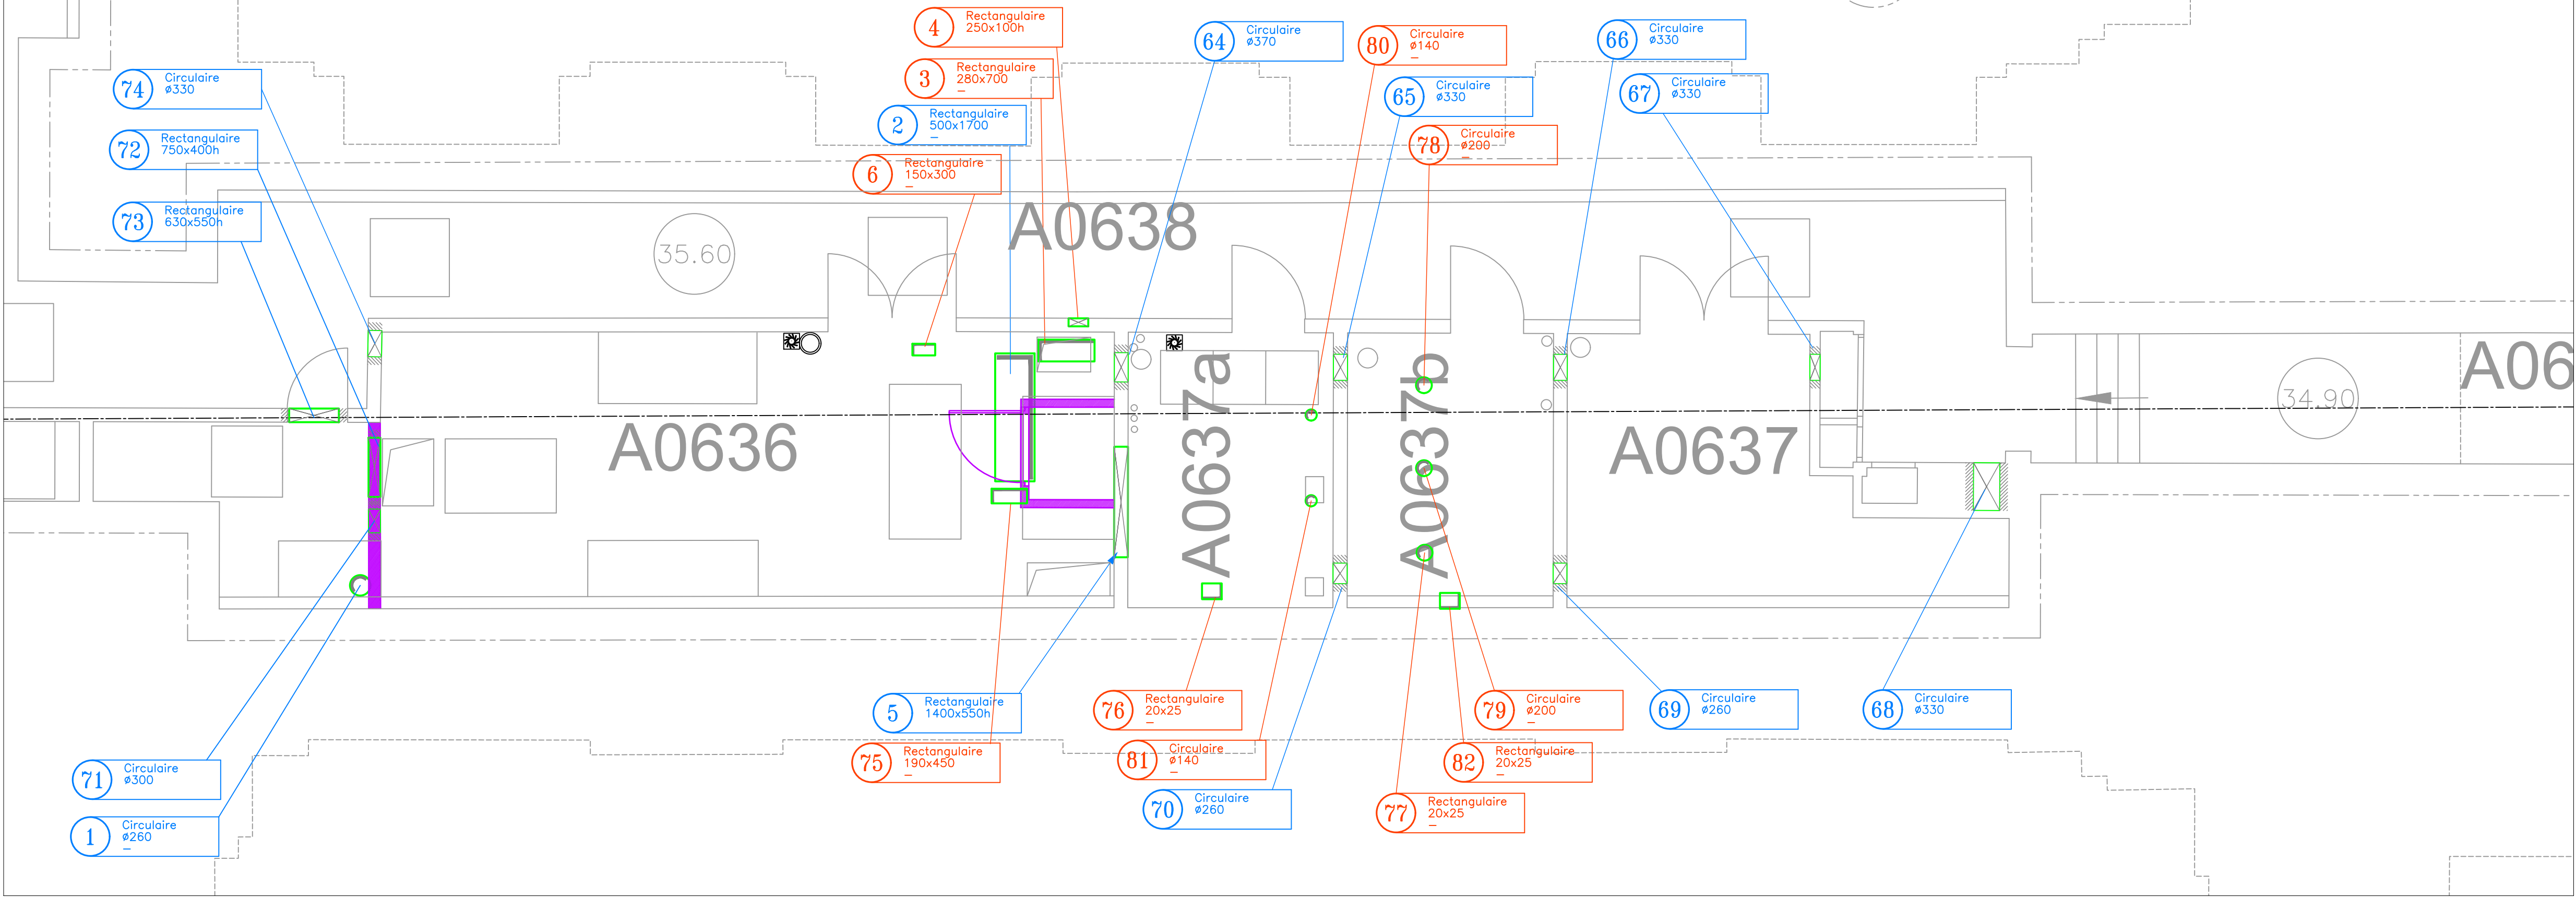 4
Rectangulaire
250x100h
64
Circulaire
ø370
80
Circulaire
ø140
–
66
Circulaire
ø330
3
Rectangulaire
280x700
–
74
Circulaire
ø330
65
Circulaire
ø330
67
Circulaire
ø330
2
Rectangulaire
500x1700
–
72
Rectangulaire
750x400h
78
Circulaire
ø200
–
6
Rectangulaire
150x300
–
73
Rectangulaire
630x550h
A0638
35.60
A06
34.90
A0636
A0637a
A0637b
A0637
5
Rectangulaire
1400x550h
76
Rectangulaire
20x25
–
79
Circulaire
ø200
–
69
Circulaire
ø260
68
Circulaire
ø330
75
Rectangulaire
190x450
–
81
Circulaire
ø140
–
82
Rectangulaire
20x25
–
71
Circulaire
ø300
70
Circulaire
ø260
77
Rectangulaire
20x25
–
1
Circulaire
ø260
–